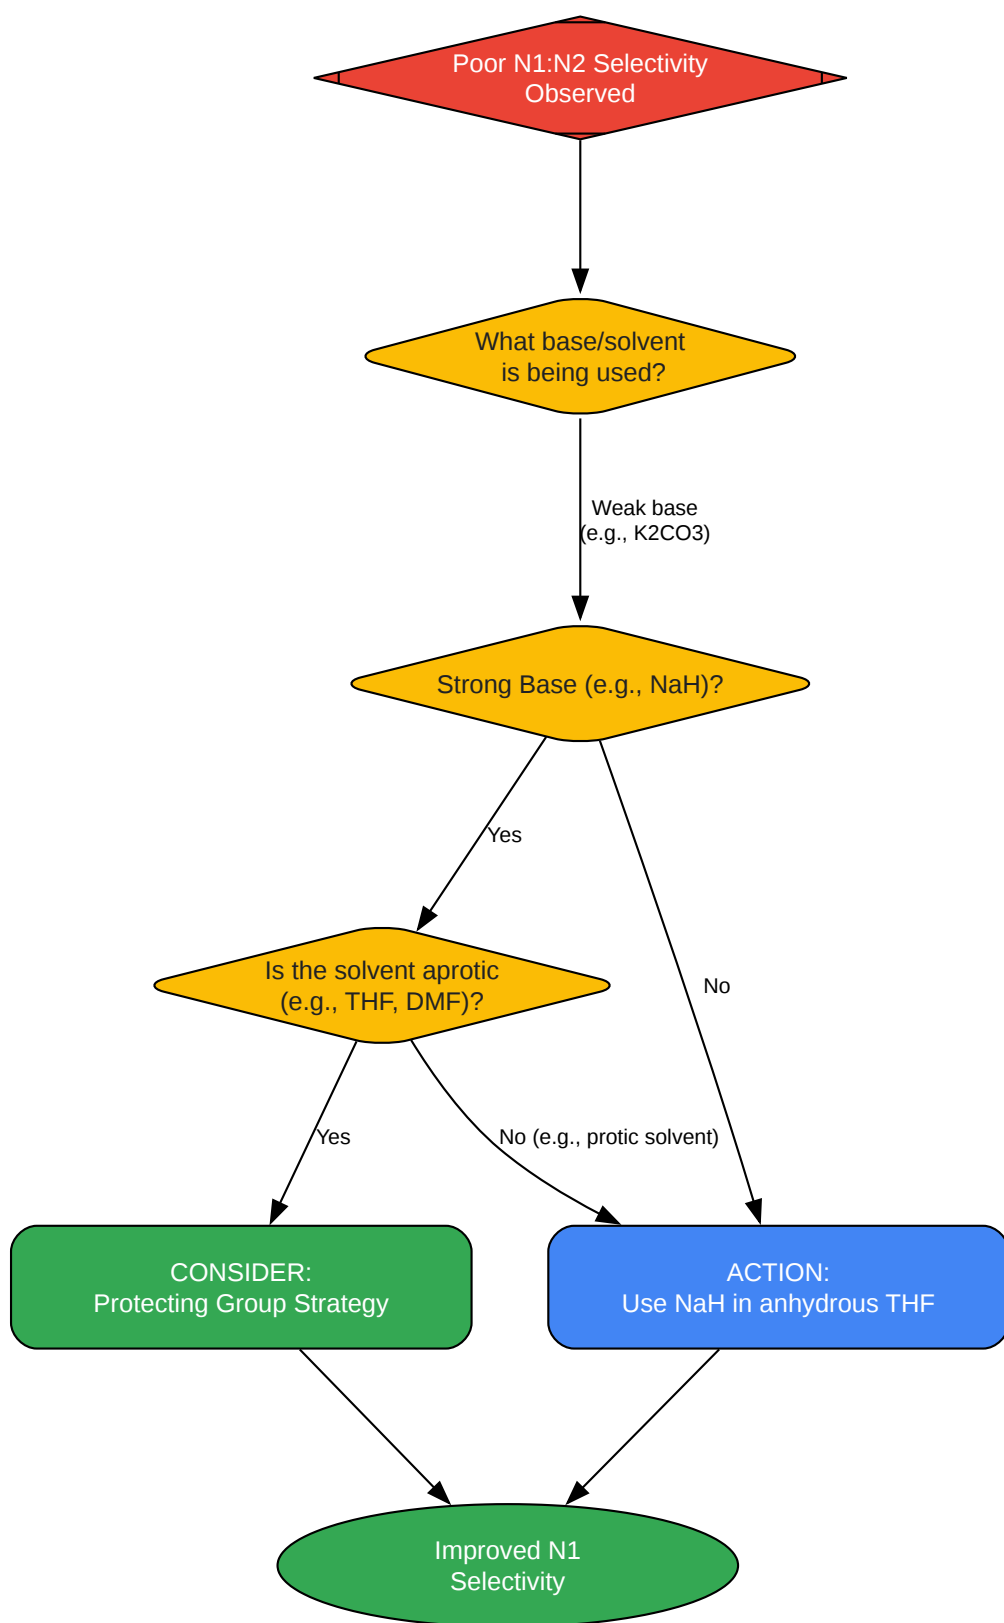 Poor N1:N2 Selectivity
Observed
What base/solvent
is being used?
Weak base
(e.g., K2CO3)
Strong Base (e.g., NaH)?
Yes
No
Is the solvent aprotic
(e.g., THF, DMF)?
Yes
No (e.g., protic solvent)
CONSIDER:
Protecting Group Strategy
ACTION:
Use NaH in anhydrous THF
Improved N1
Selectivity